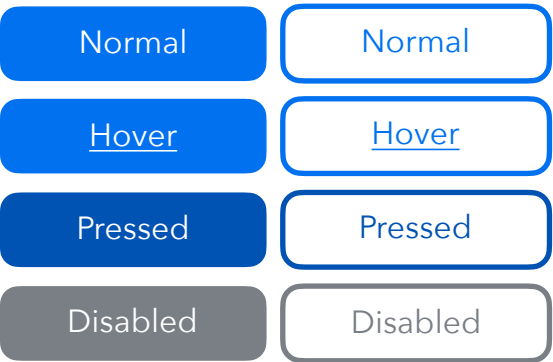 Normal
Normal
Hover
Hover
Pressed
Pressed
Disabled
Disabled